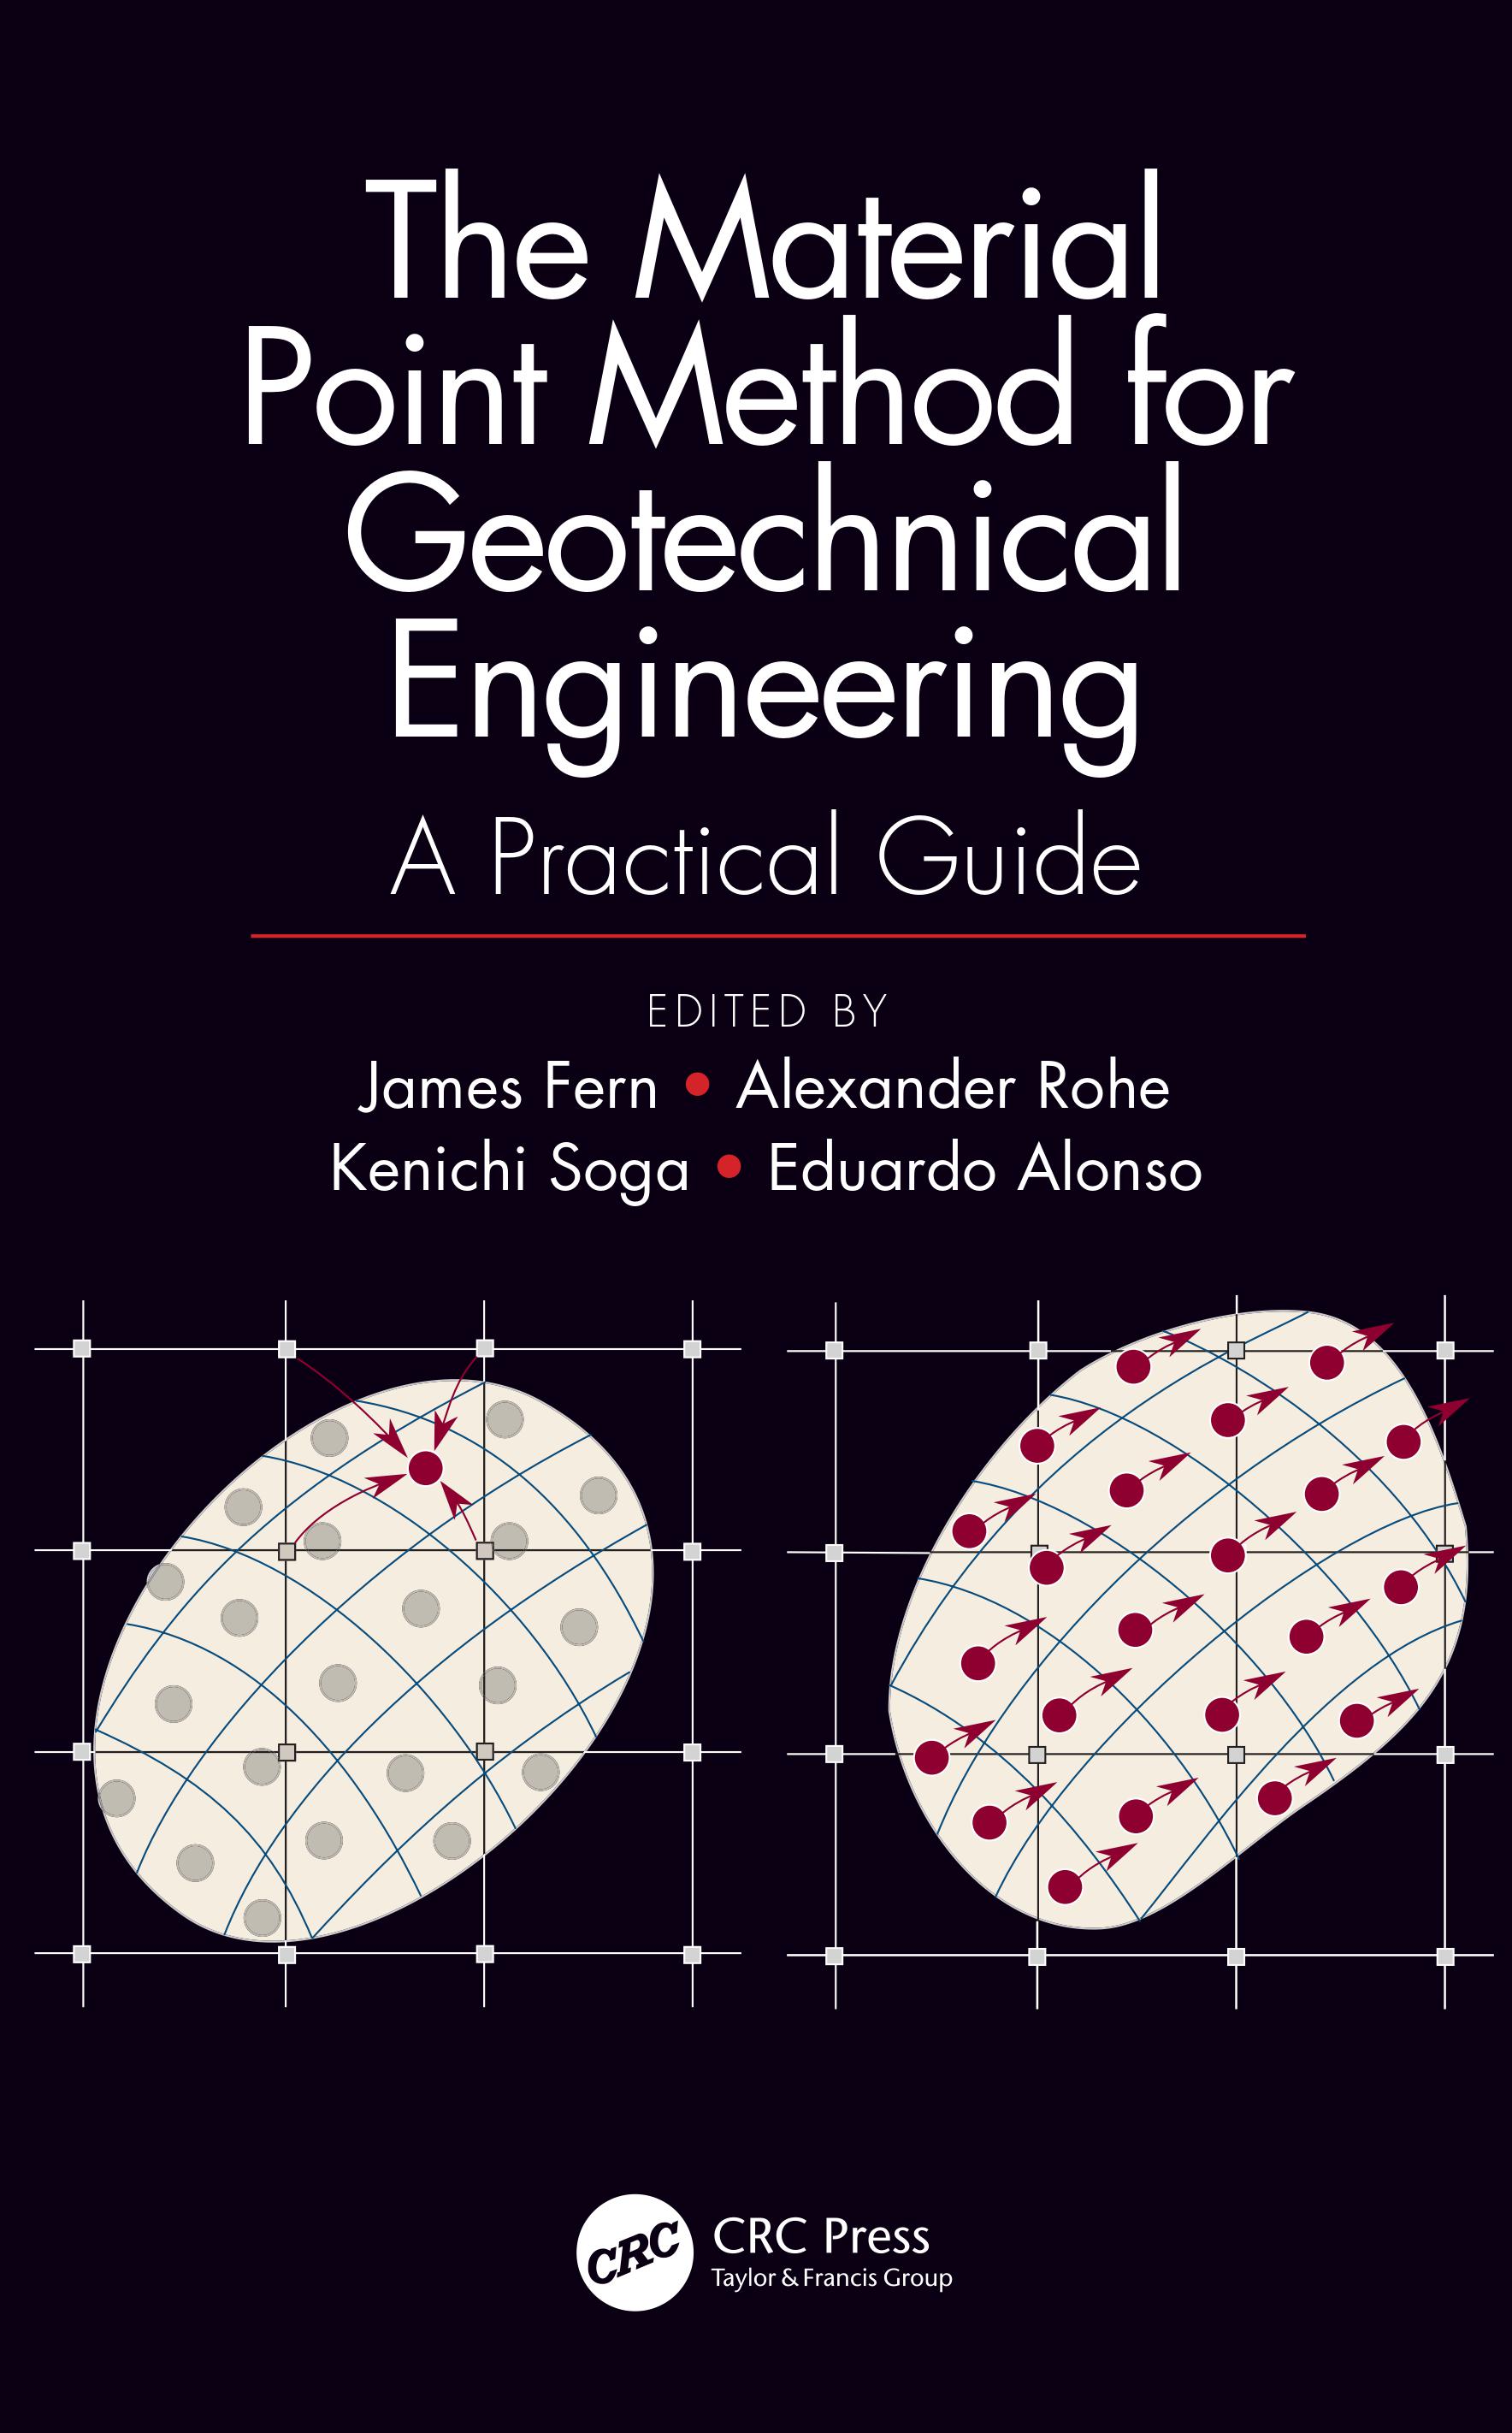 The Material
Point Method for
Geotechnical
Engineering
A Practical Guide
EDITED BY
James Fern • Alexander Rohe
Kenichi Soga • Eduardo Alonso
CRC
CRC Press
Taylor & Francis Group